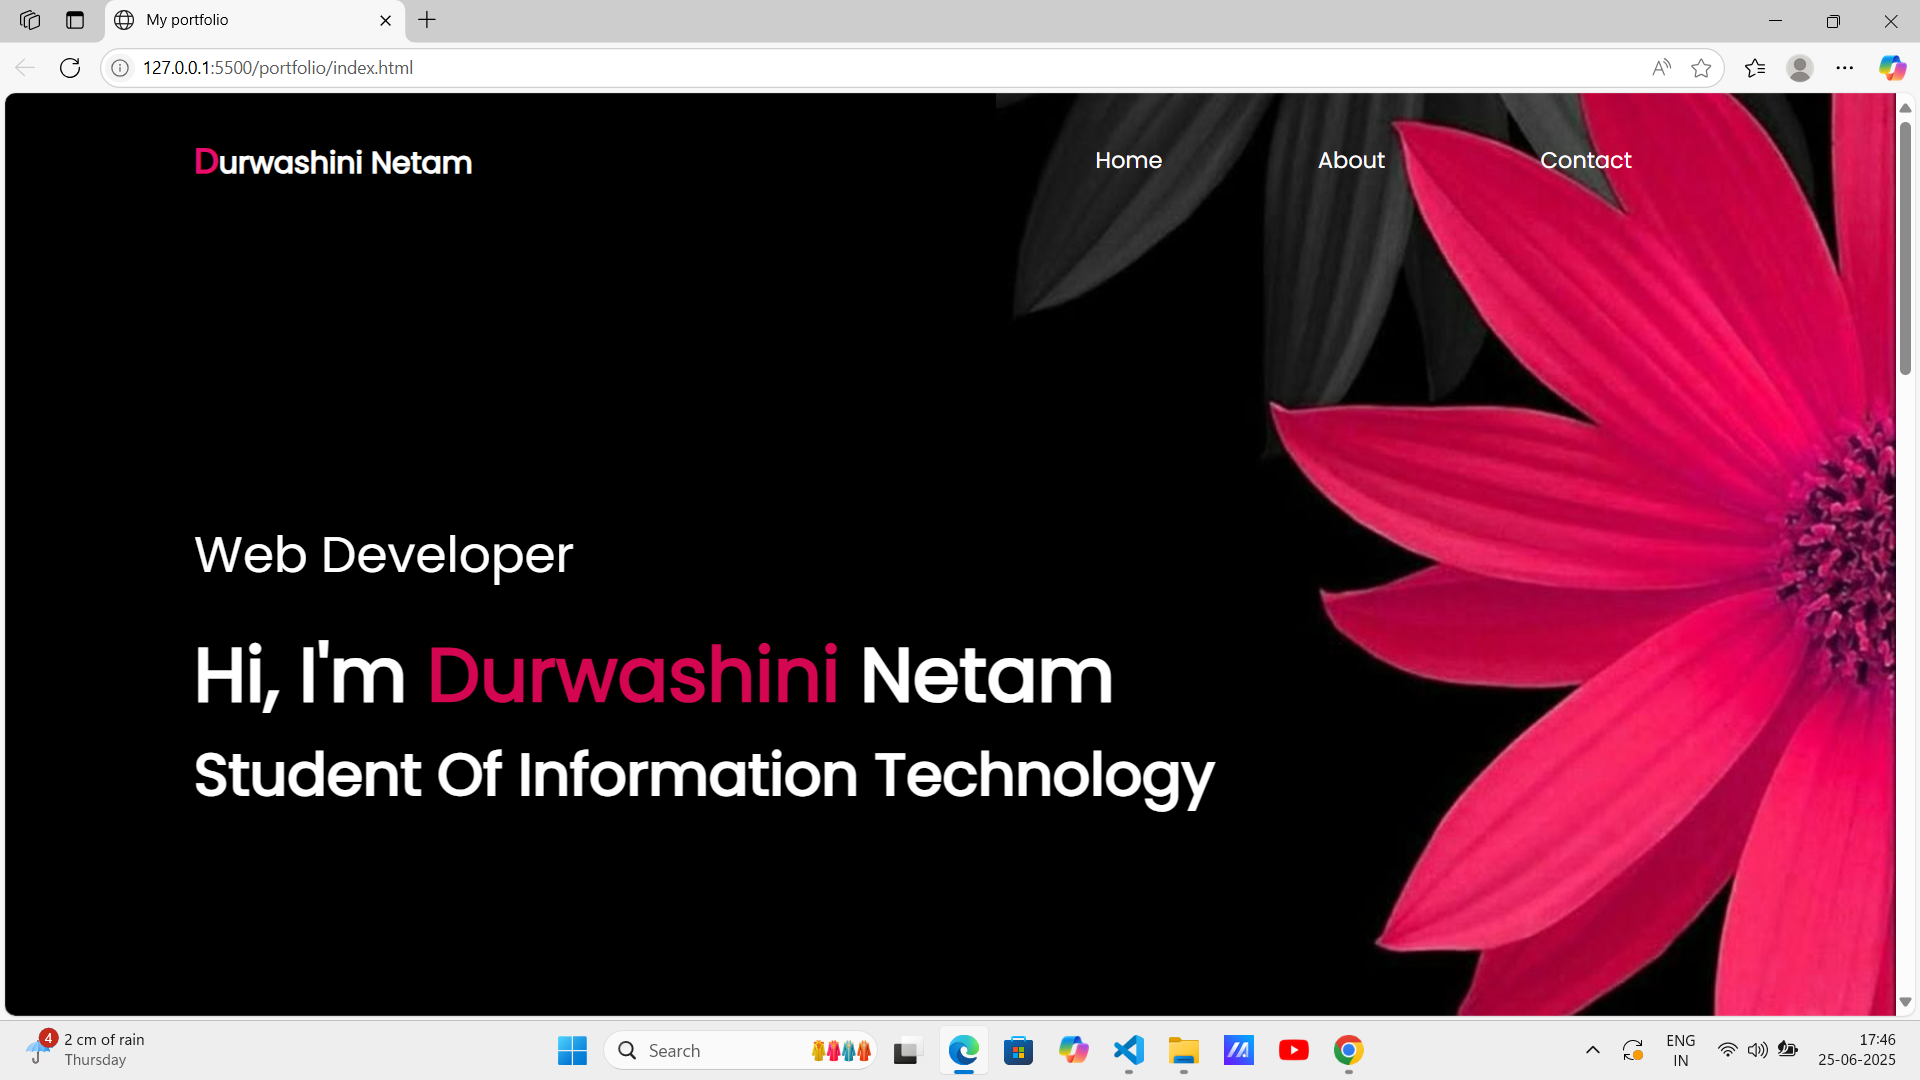 My portfolio
127.0.0.1:5500/portfolio/index.html
Durwashini Netam
Home
About
Contact
Web Developer
Hi, I'm Durwashini Netam
Student Of Information Technology
4
2 cm of rain
Thursday
Search
ENG
IN
17:46
25-06-2025